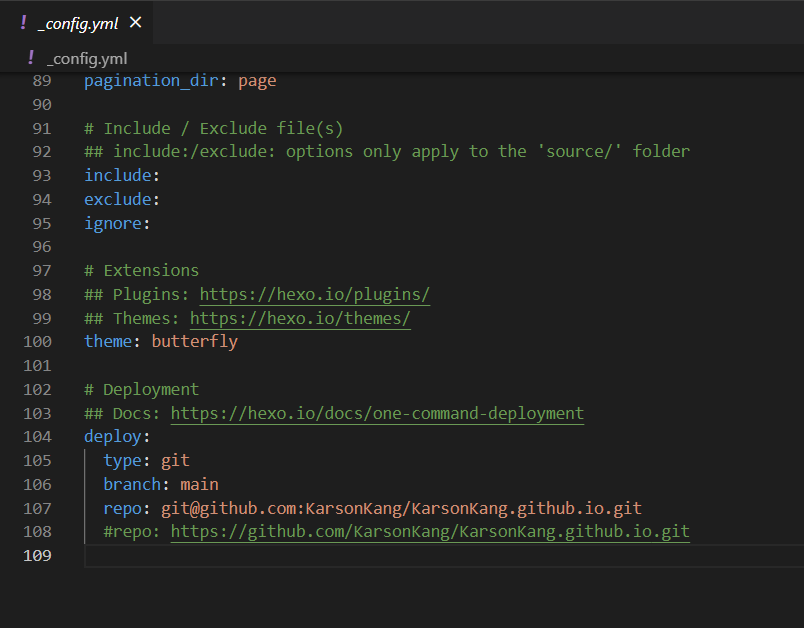 ! _config.yml ×
! _config.yml
89 pagination_dir: page
90
91 # Include / Exclude file(s)
92 ## include:/exclude: options only apply to the 'source/' folder
93 include:
94 exclude:
95 ignore:
96
97 # Extensions
98 ## Plugins: https://hexo.io/plugins/
99 ## Themes: https://hexo.io/themes/
100 theme: butterfly
101
102 # Deployment
103 ## Docs: https://hexo.io/docs/one-command-deployment
104 deploy:
105   type: git
106   branch: main
107   repo: git@github.com:KarsonKang/KarsonKang.github.io.git
108   #repo: https://github.com/KarsonKang/KarsonKang.github.io.git
109